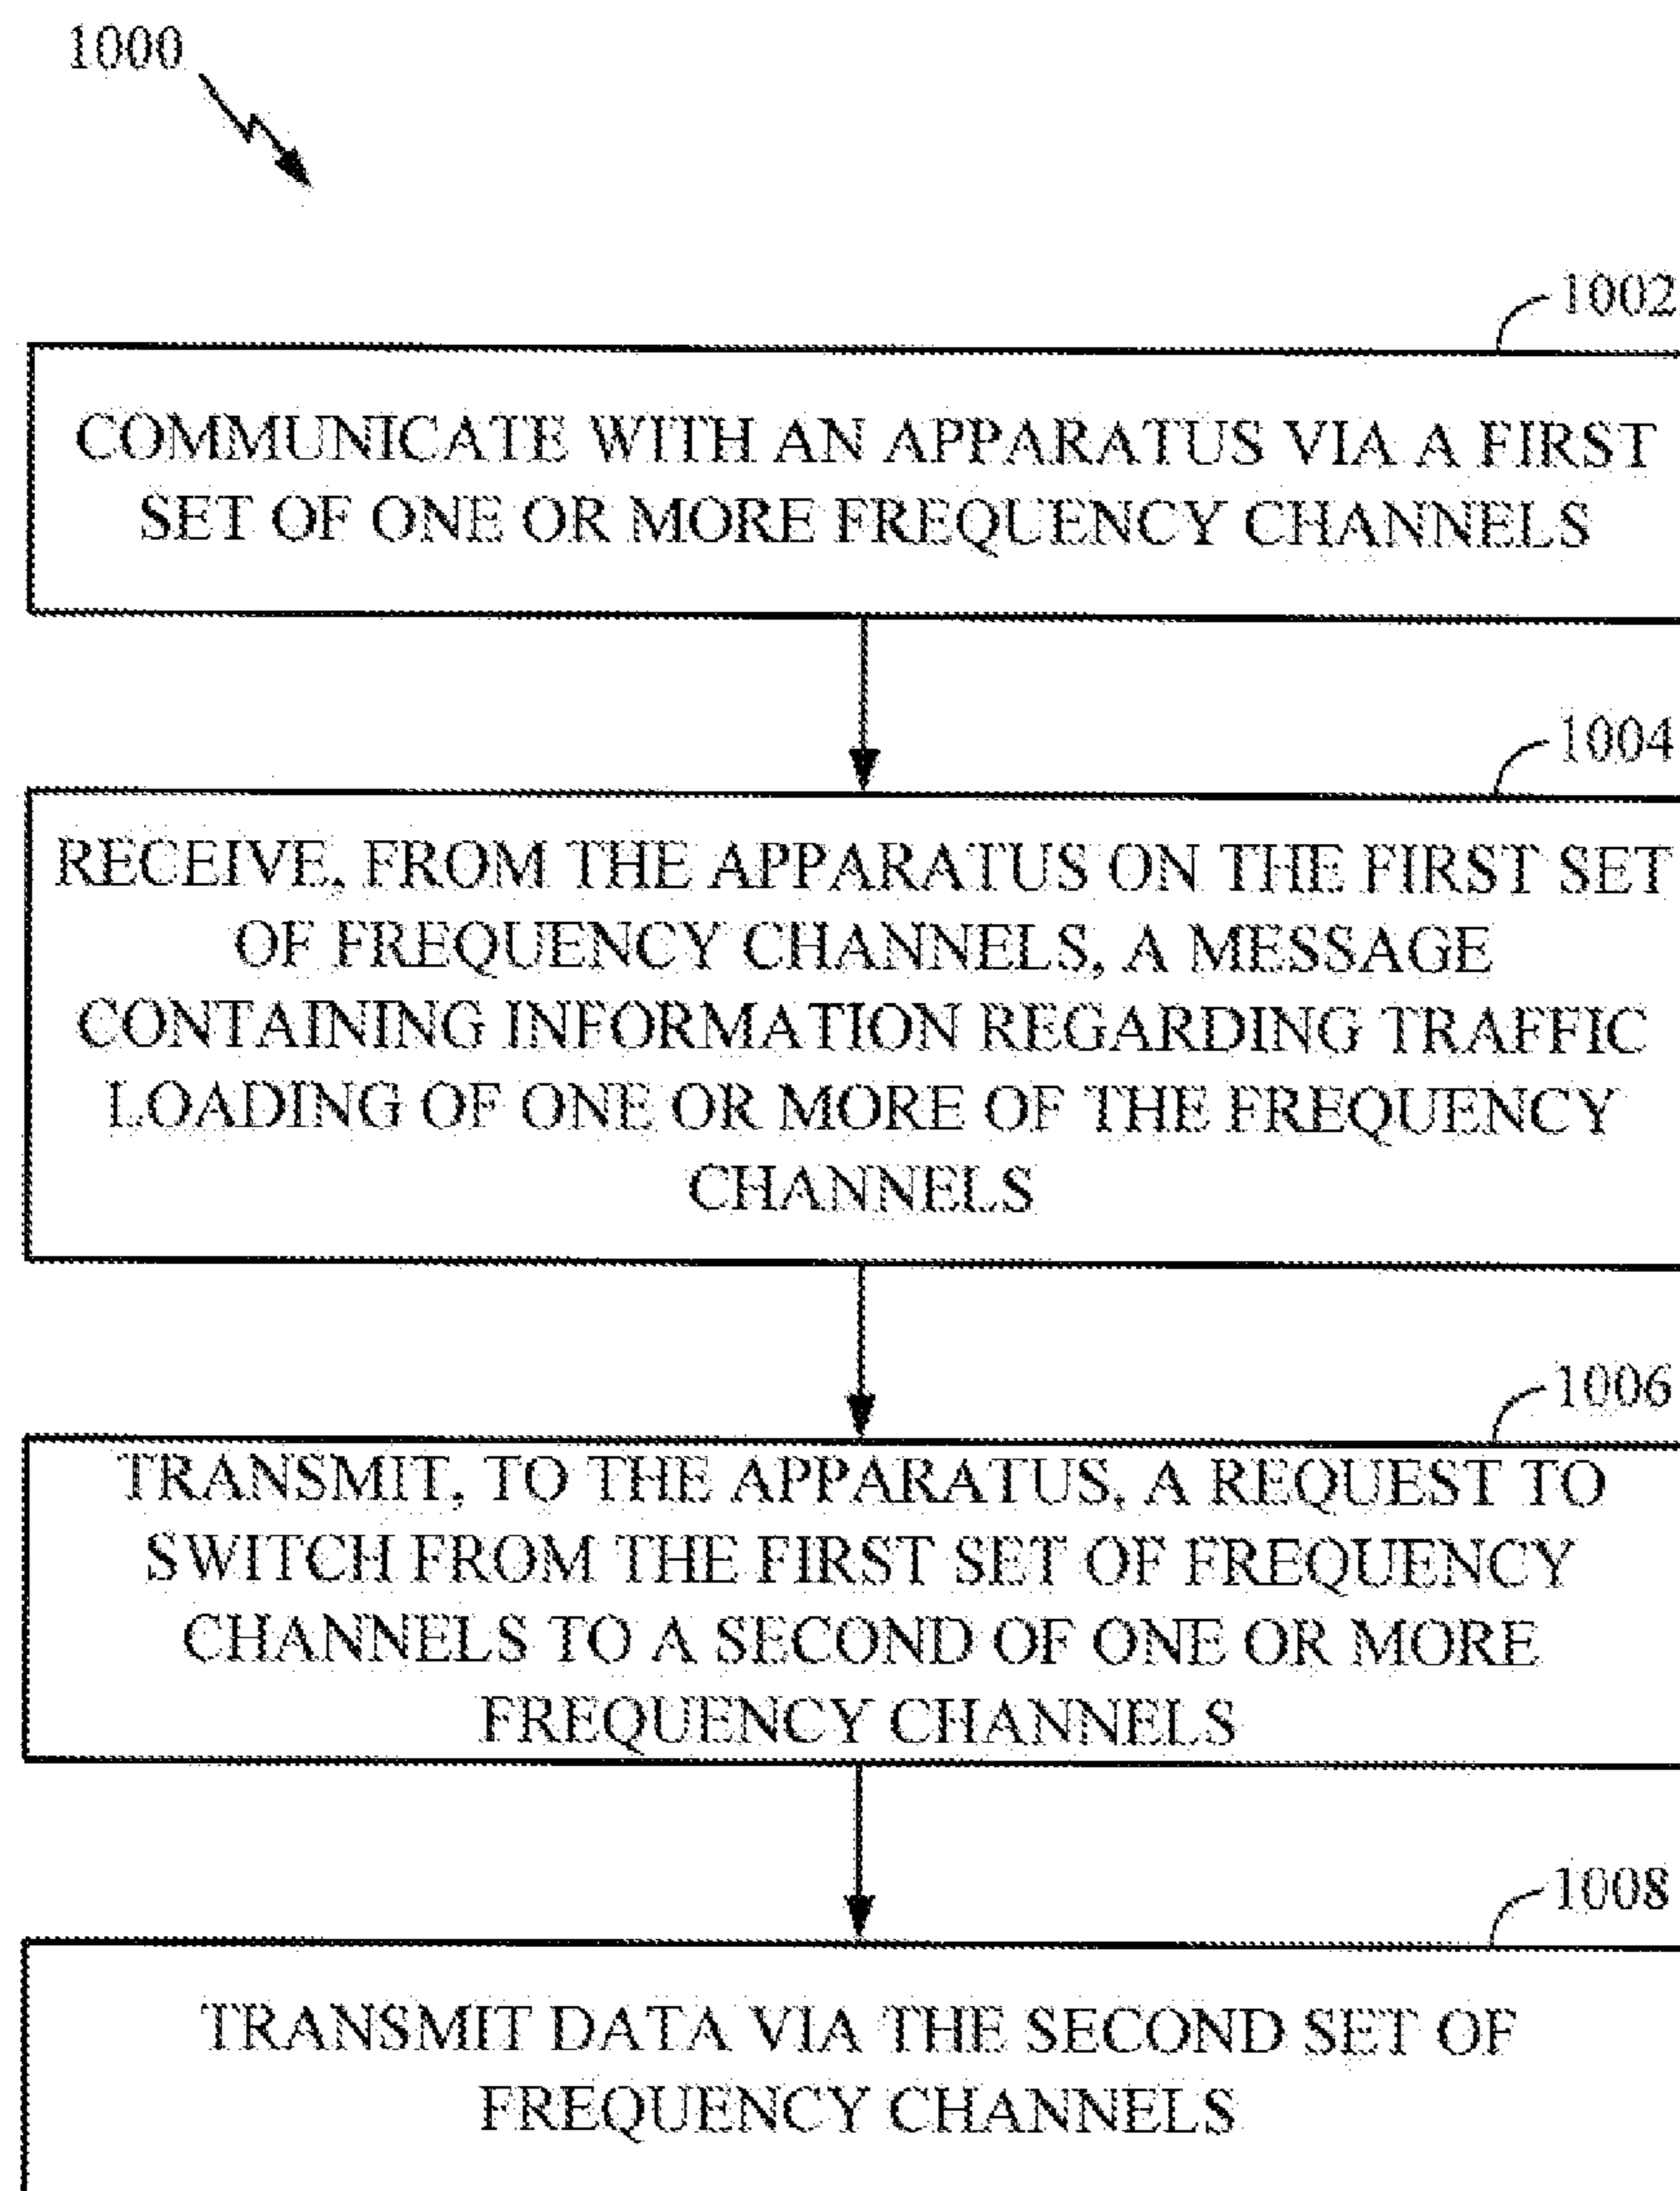 1000
1002
COMMUNICATE WITH AN APPARATUS VIA A FIRST
SET OF ONE OR MORE FREQUENCY CHANNELS
1004
RECEIVE, FROM THE APPARATUS ON THE FIRST SET
OF FREQUENCY CHANNELS, A MESSAGE
CONTAINING INFORMATION REGARDING TRAFFIC
LOADING OF ONE OR MORE OF THE FREQUENCY
CHANNELS
1006
TRANSMIT, TO THE APPARATUS, A REQUEST TO
SWITCH FROM THE FIRST SET OF FREQUENCY
CHANNELS TO A SECOND OF ONE OR MORE
FREQUENCY CHANNELS
1008
TRANSMIT DATA VIA THE SECOND SET OF
FREQUENCY CHANNELS